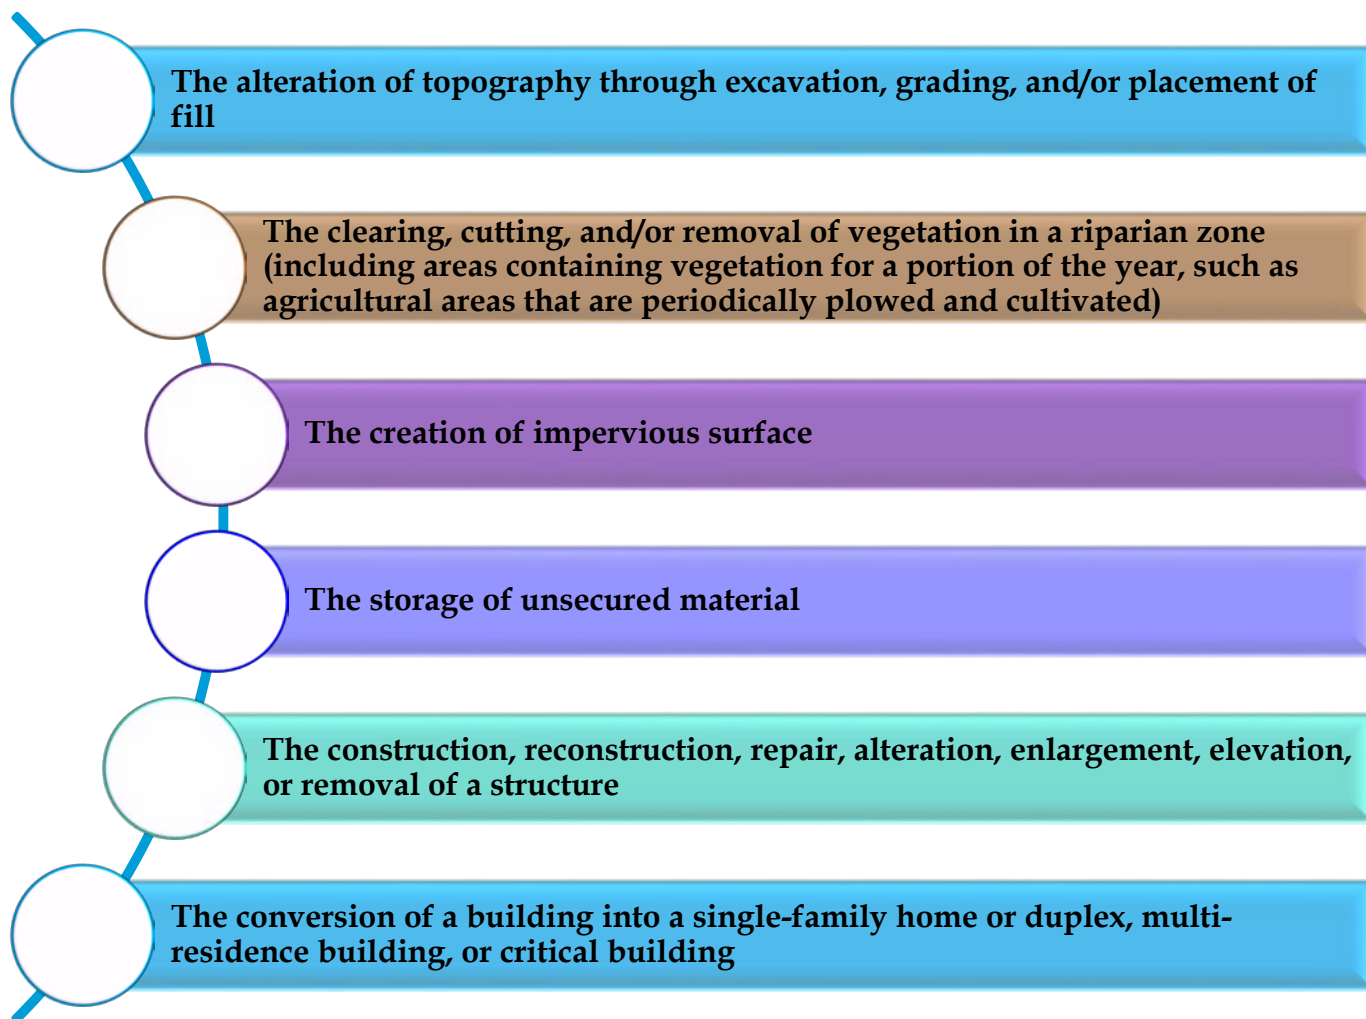 The alteration of topography through excavation, grading, and/or placement of
fill
The clearing, cutting, and/or removal of vegetation in a riparian zone
(including areas containing vegetation for a portion of the year, such as
agricultural areas that are periodically plowed and cultivated)
The creation of impervious surface
The storage of unsecured material
The construction, reconstruction, repair, alteration, enlargement, elevation,
or removal of a structure
The conversion of a building into a single-family home or duplex, multi-
residence building, or critical building